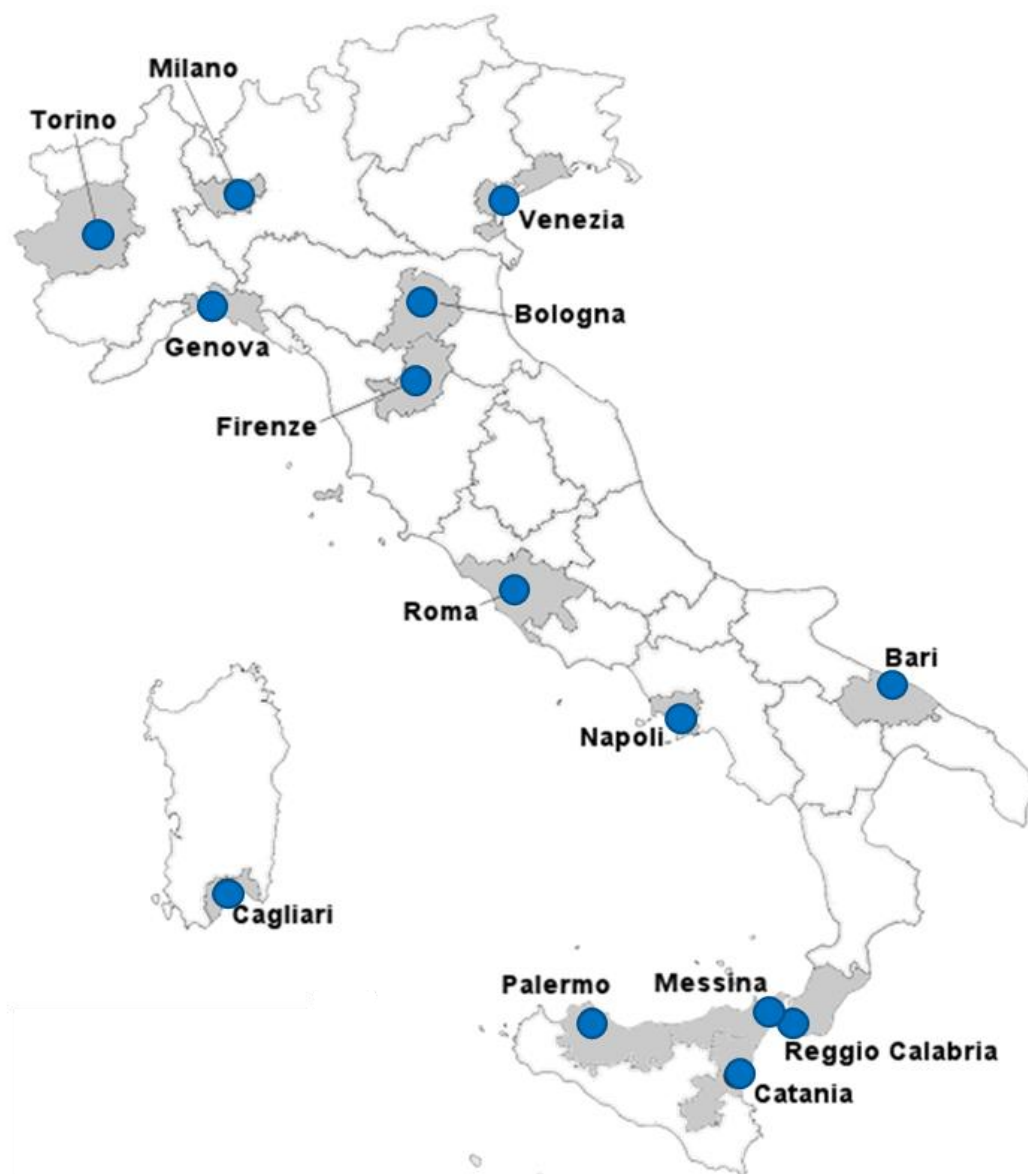 Milano
Torino
Venezia
Bologna
Genova
Firenze
Roma
Bari
Napoli
Cagliari
Palermo
Messina
Reggio Calabria
Catania